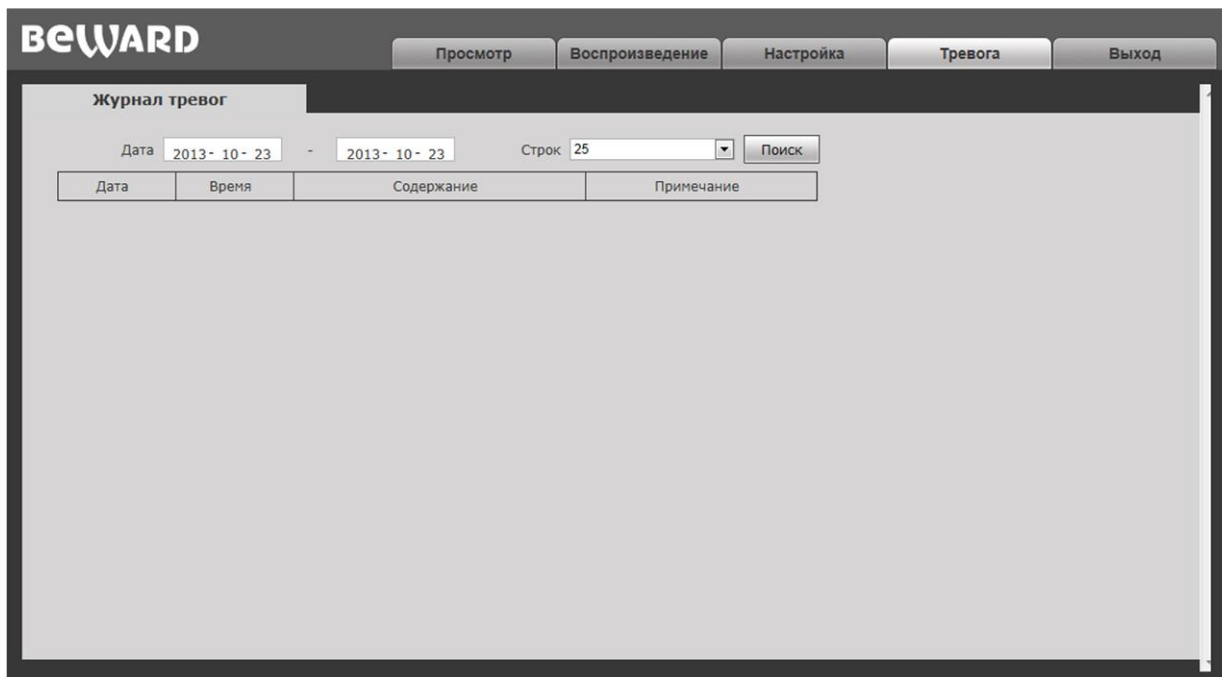 BEWARD
Просмотр Воспроизведение Настройка Тревога Выход
Журнал тревог
Дата 2013- 10- 23 - 2013- 10- 23 Строк 25 Поиск
Дата Время Содержание Примечание